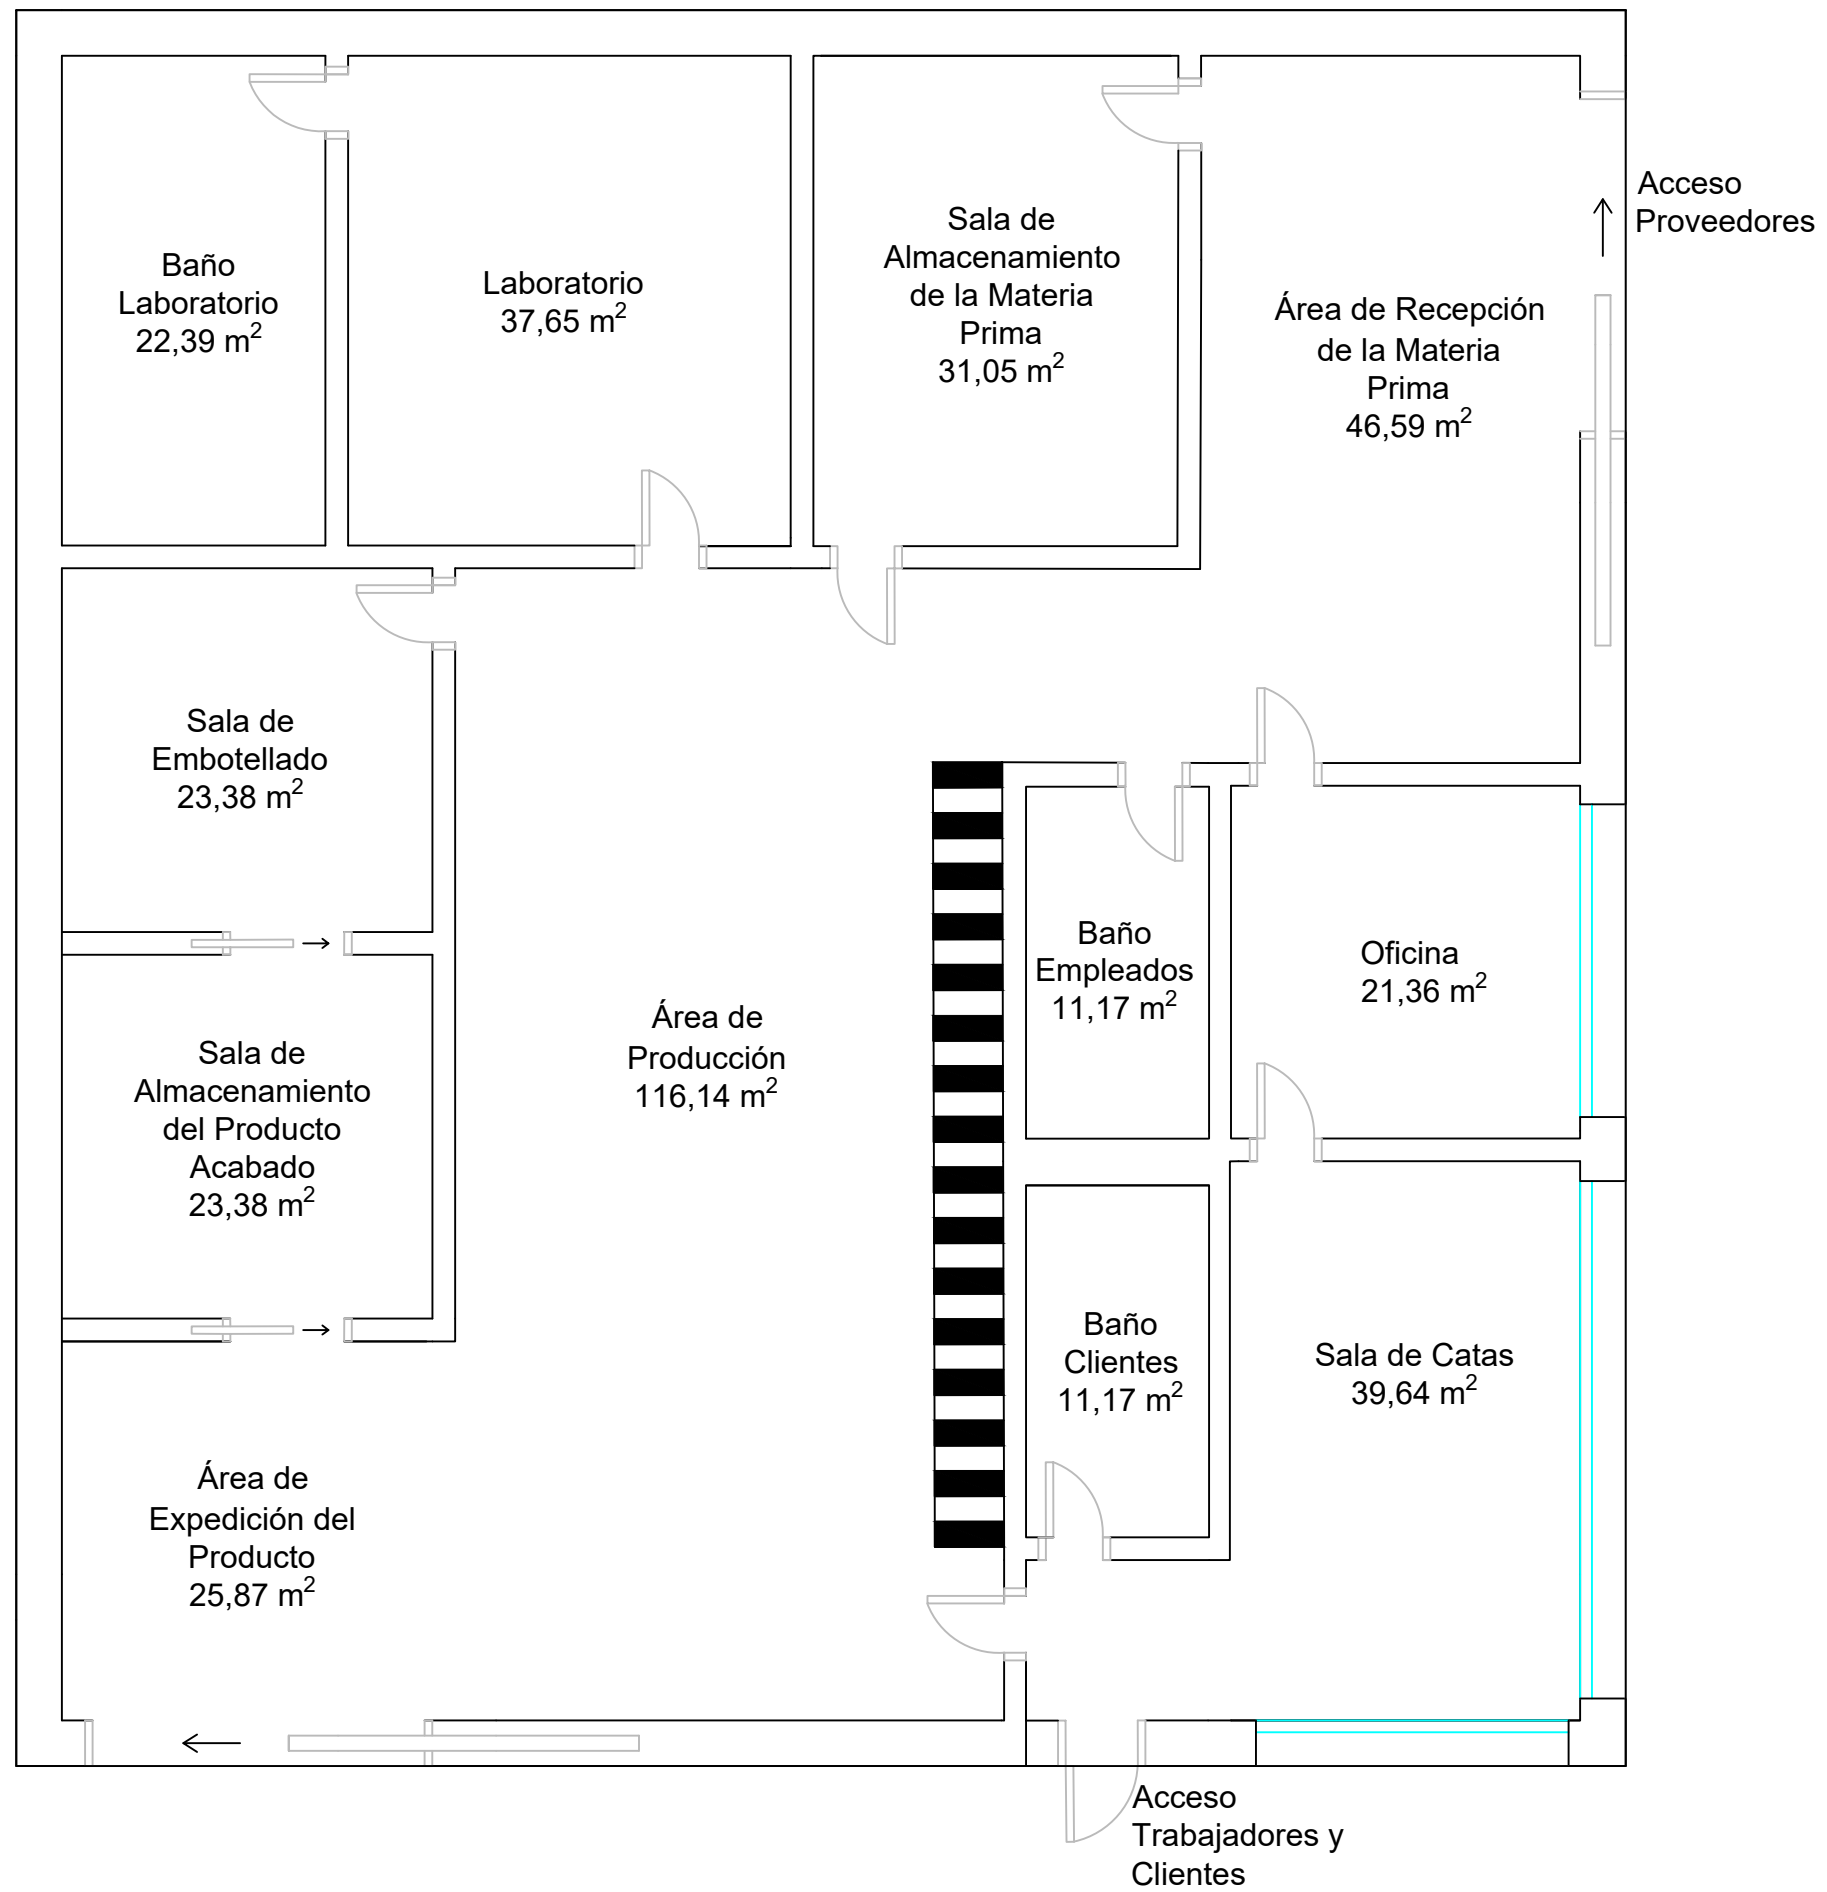 Baño
Laboratorio
22,39 m²
Laboratorio
37,65 m²
Sala de
Almacenamiento
de la Materia
Prima
31,05 m²
Área de Recepción
de la Materia
Prima
46,59 m²
Acceso
Proveedores
Sala de
Embotellado
23,38 m²
Sala de
Almacenamiento
del Producto
Acabado
23,38 m²
Área de
Producción
116,14 m²
Baño
Empleados
11,17 m²
Oficina
21,36 m²
Baño
Clientes
11,17 m²
Sala de Catas
39,64 m²
Área de
Expedición del
Producto
25,87 m²
Acceso
Trabajadores y
Clientes